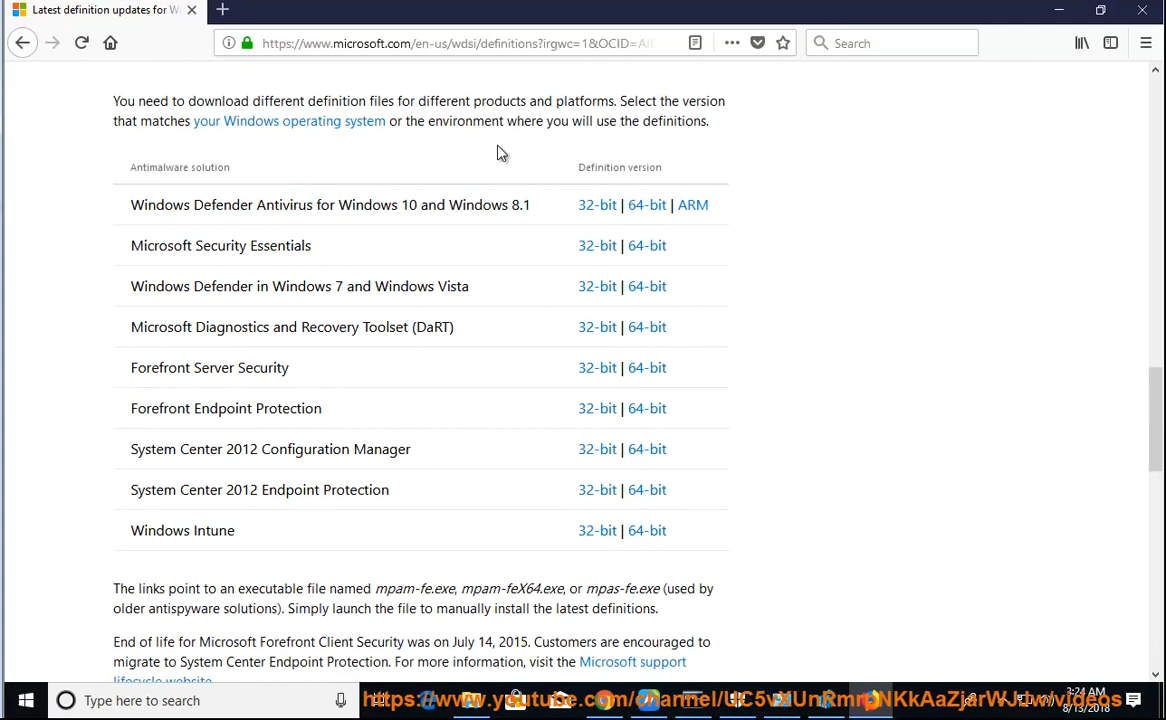 Latest definition updates for W
https://www.microsoft.com/en-us/wdsi/definitions?irgwc=1&OCID=AID
Search
You need to download different definition files for different products and platforms. Select the version
that matches your Windows operating system or the environment where you will use the definitions.
Antimalware solution Definition version
Windows Defender Antivirus for Windows 10 and Windows 8.1 32-bit | 64-bit | ARM
Microsoft Security Essentials 32-bit | 64-bit
Windows Defender in Windows 7 and Windows Vista 32-bit | 64-bit
Microsoft Diagnostics and Recovery Toolset (DaRT) 32-bit | 64-bit
Forefront Server Security 32-bit | 64-bit
Forefront Endpoint Protection 32-bit | 64-bit
System Center 2012 Configuration Manager 32-bit | 64-bit
System Center 2012 Endpoint Protection 32-bit | 64-bit
Windows Intune 32-bit | 64-bit
The links point to an executable file named mpam-fe.exe, mpam-feX64.exe, or mpas-fe.exe (used by
older antispyware solutions). Simply launch the file to manually install the latest definitions.
End of life for Microsoft Forefront Client Security was on July 14, 2015. Customers are encouraged to
migrate to System Center Endpoint Protection. For more information, visit the Microsoft support
lifecycle website.
Type here to search
3:24 AM
8/13/2018